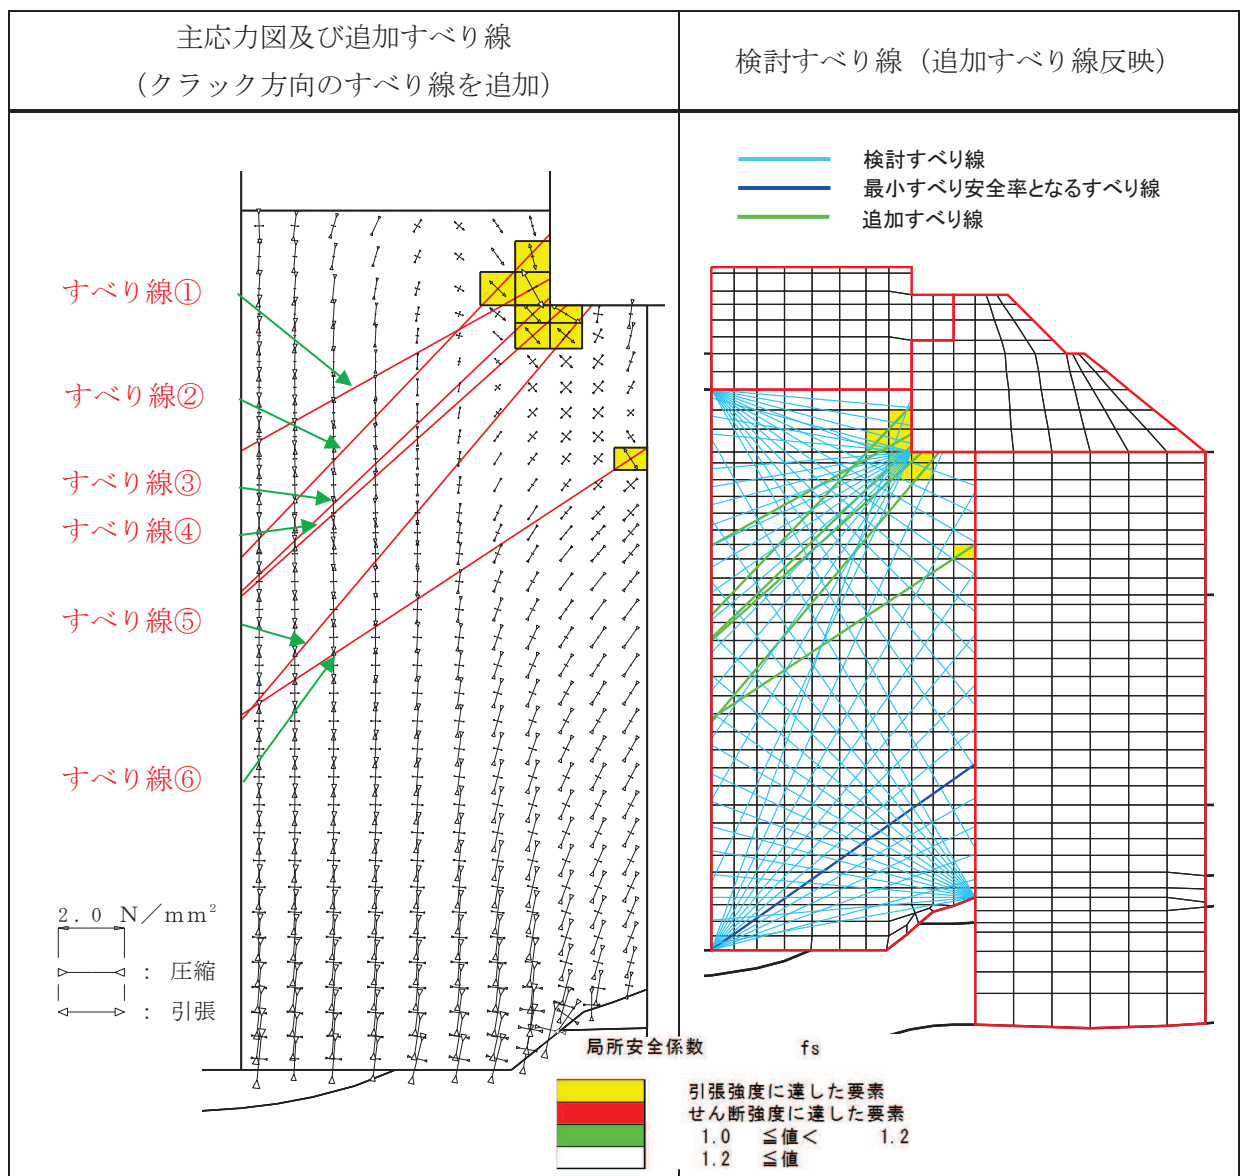 主応力図及び追加すべり線
（クラック方向のすべり線を追加）
検討すべり線（追加すべり線反映）
検討すべり線
最小すべり安全率となるすべり線
追加すべり線
すべり線①
すべり線②
すべり線③
すべり線④
すべり線⑤
すべり線⑥
2.0 N／mm²
： 圧縮
： 引張
局所安全係数 fs
引張強度に達した要素
せん断強度に達した要素
1.0 ≦値＜ 1.2
1.2 ≦値